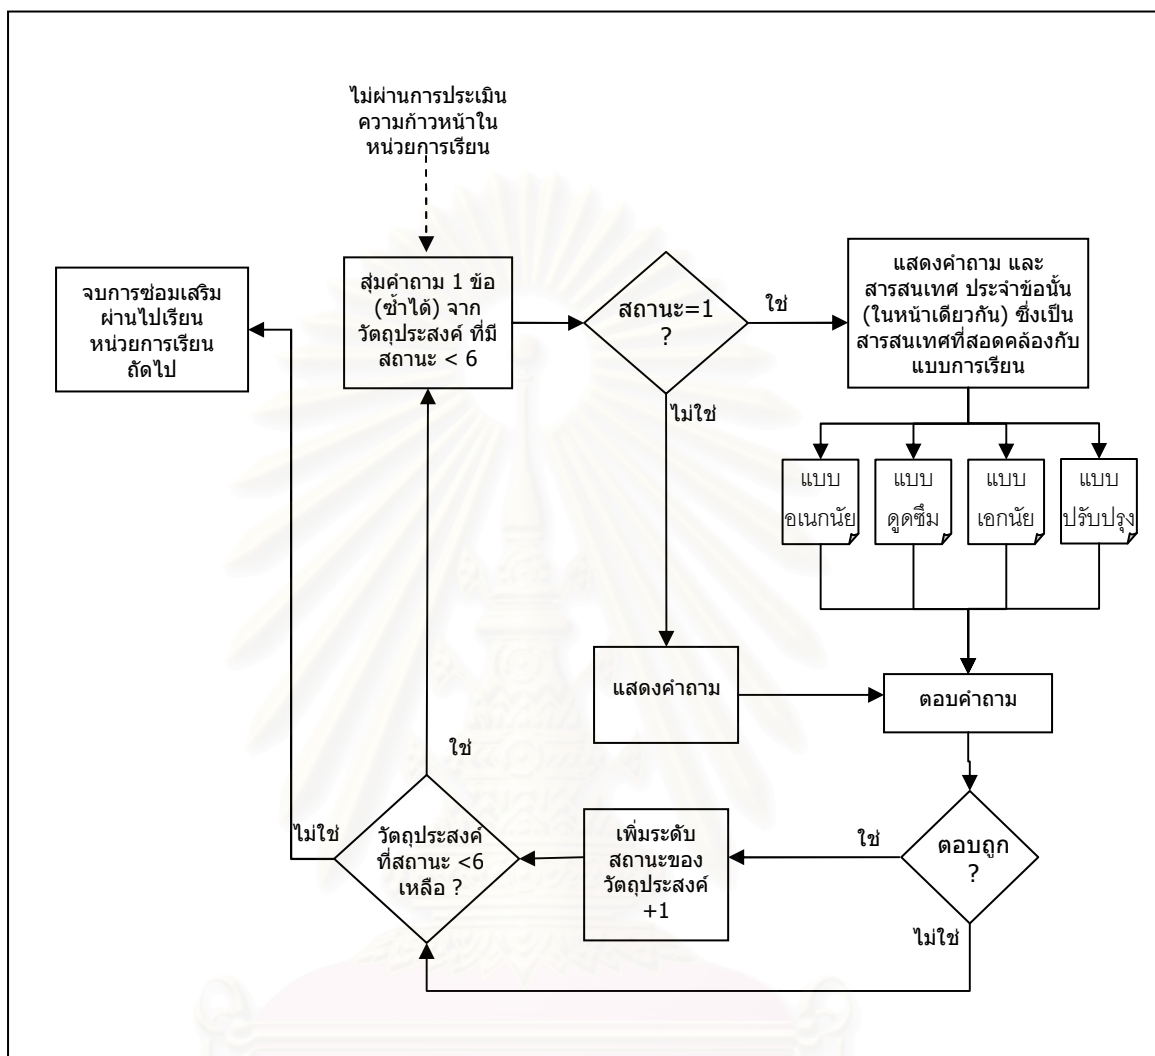 ไม่ผ่านการประเมิน
ความก้าวหน้าใน
หน่วยการเรียน
จบการซ่อมเสริม
ผ่านไปเรียน
หน่วยการเรียน
ถัดไป
สุ่มคำถาม 1 ข้อ
(ซ้ำได้) จาก
วัตถุประสงค์ ที่มี
สถานะ < 6
สถานะ=1
?
ใช่
ไม่ใช่
แสดงคำถาม และ
สารสนเทศ ประจำข้อนั้น
(ในหน้าเดียวกัน) ซึ่งเป็น
สารสนเทศที่สอดคล้องกับ
แบบการเรียน
แบบ
อเนกนัย
แบบ
ดูดซึม
แบบ
เอกนัย
แบบ
ปรับปรุง
แสดงคำถาม
ตอบคำถาม
ใช่
ไม่ใช่
วัตถุประสงค์
ที่สถานะ <6
เหลือ ?
เพิ่มระดับ
สถานะของ
วัตถุประสงค์
+1
ใช่
ตอบถูก
?
ไม่ใช่